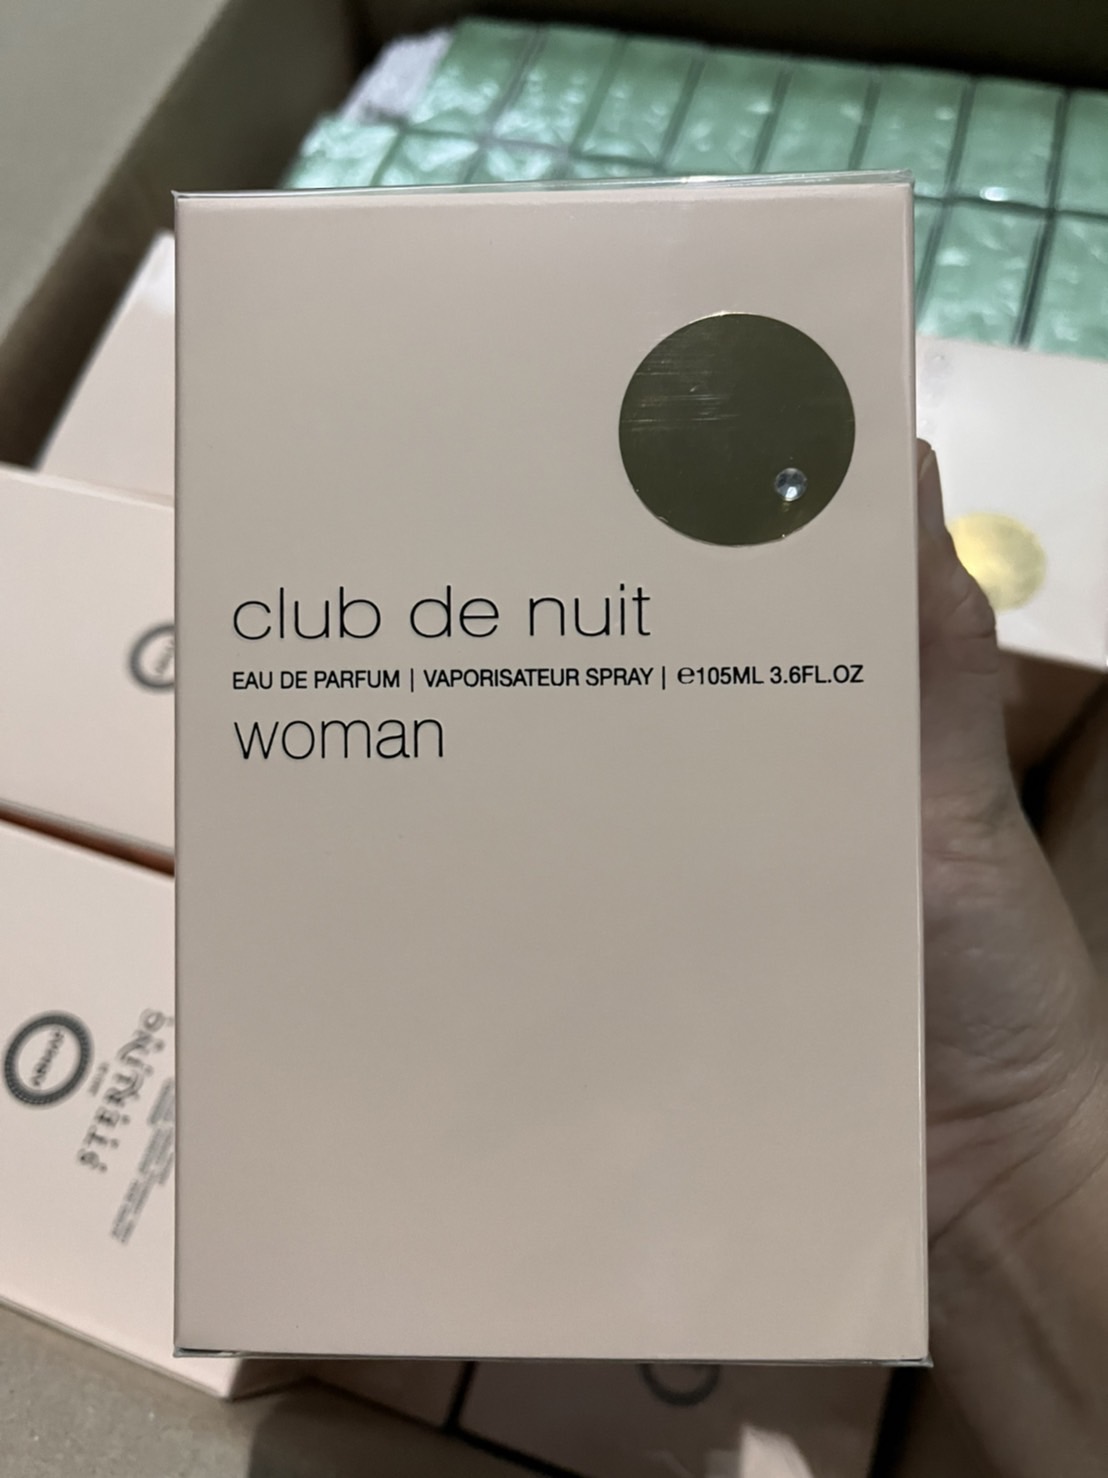 club de nuit
EAU DE PARFUM | VAPORISATEUR SPRAY | ℮105ML 3.6FL.OZ
woman
STERLING